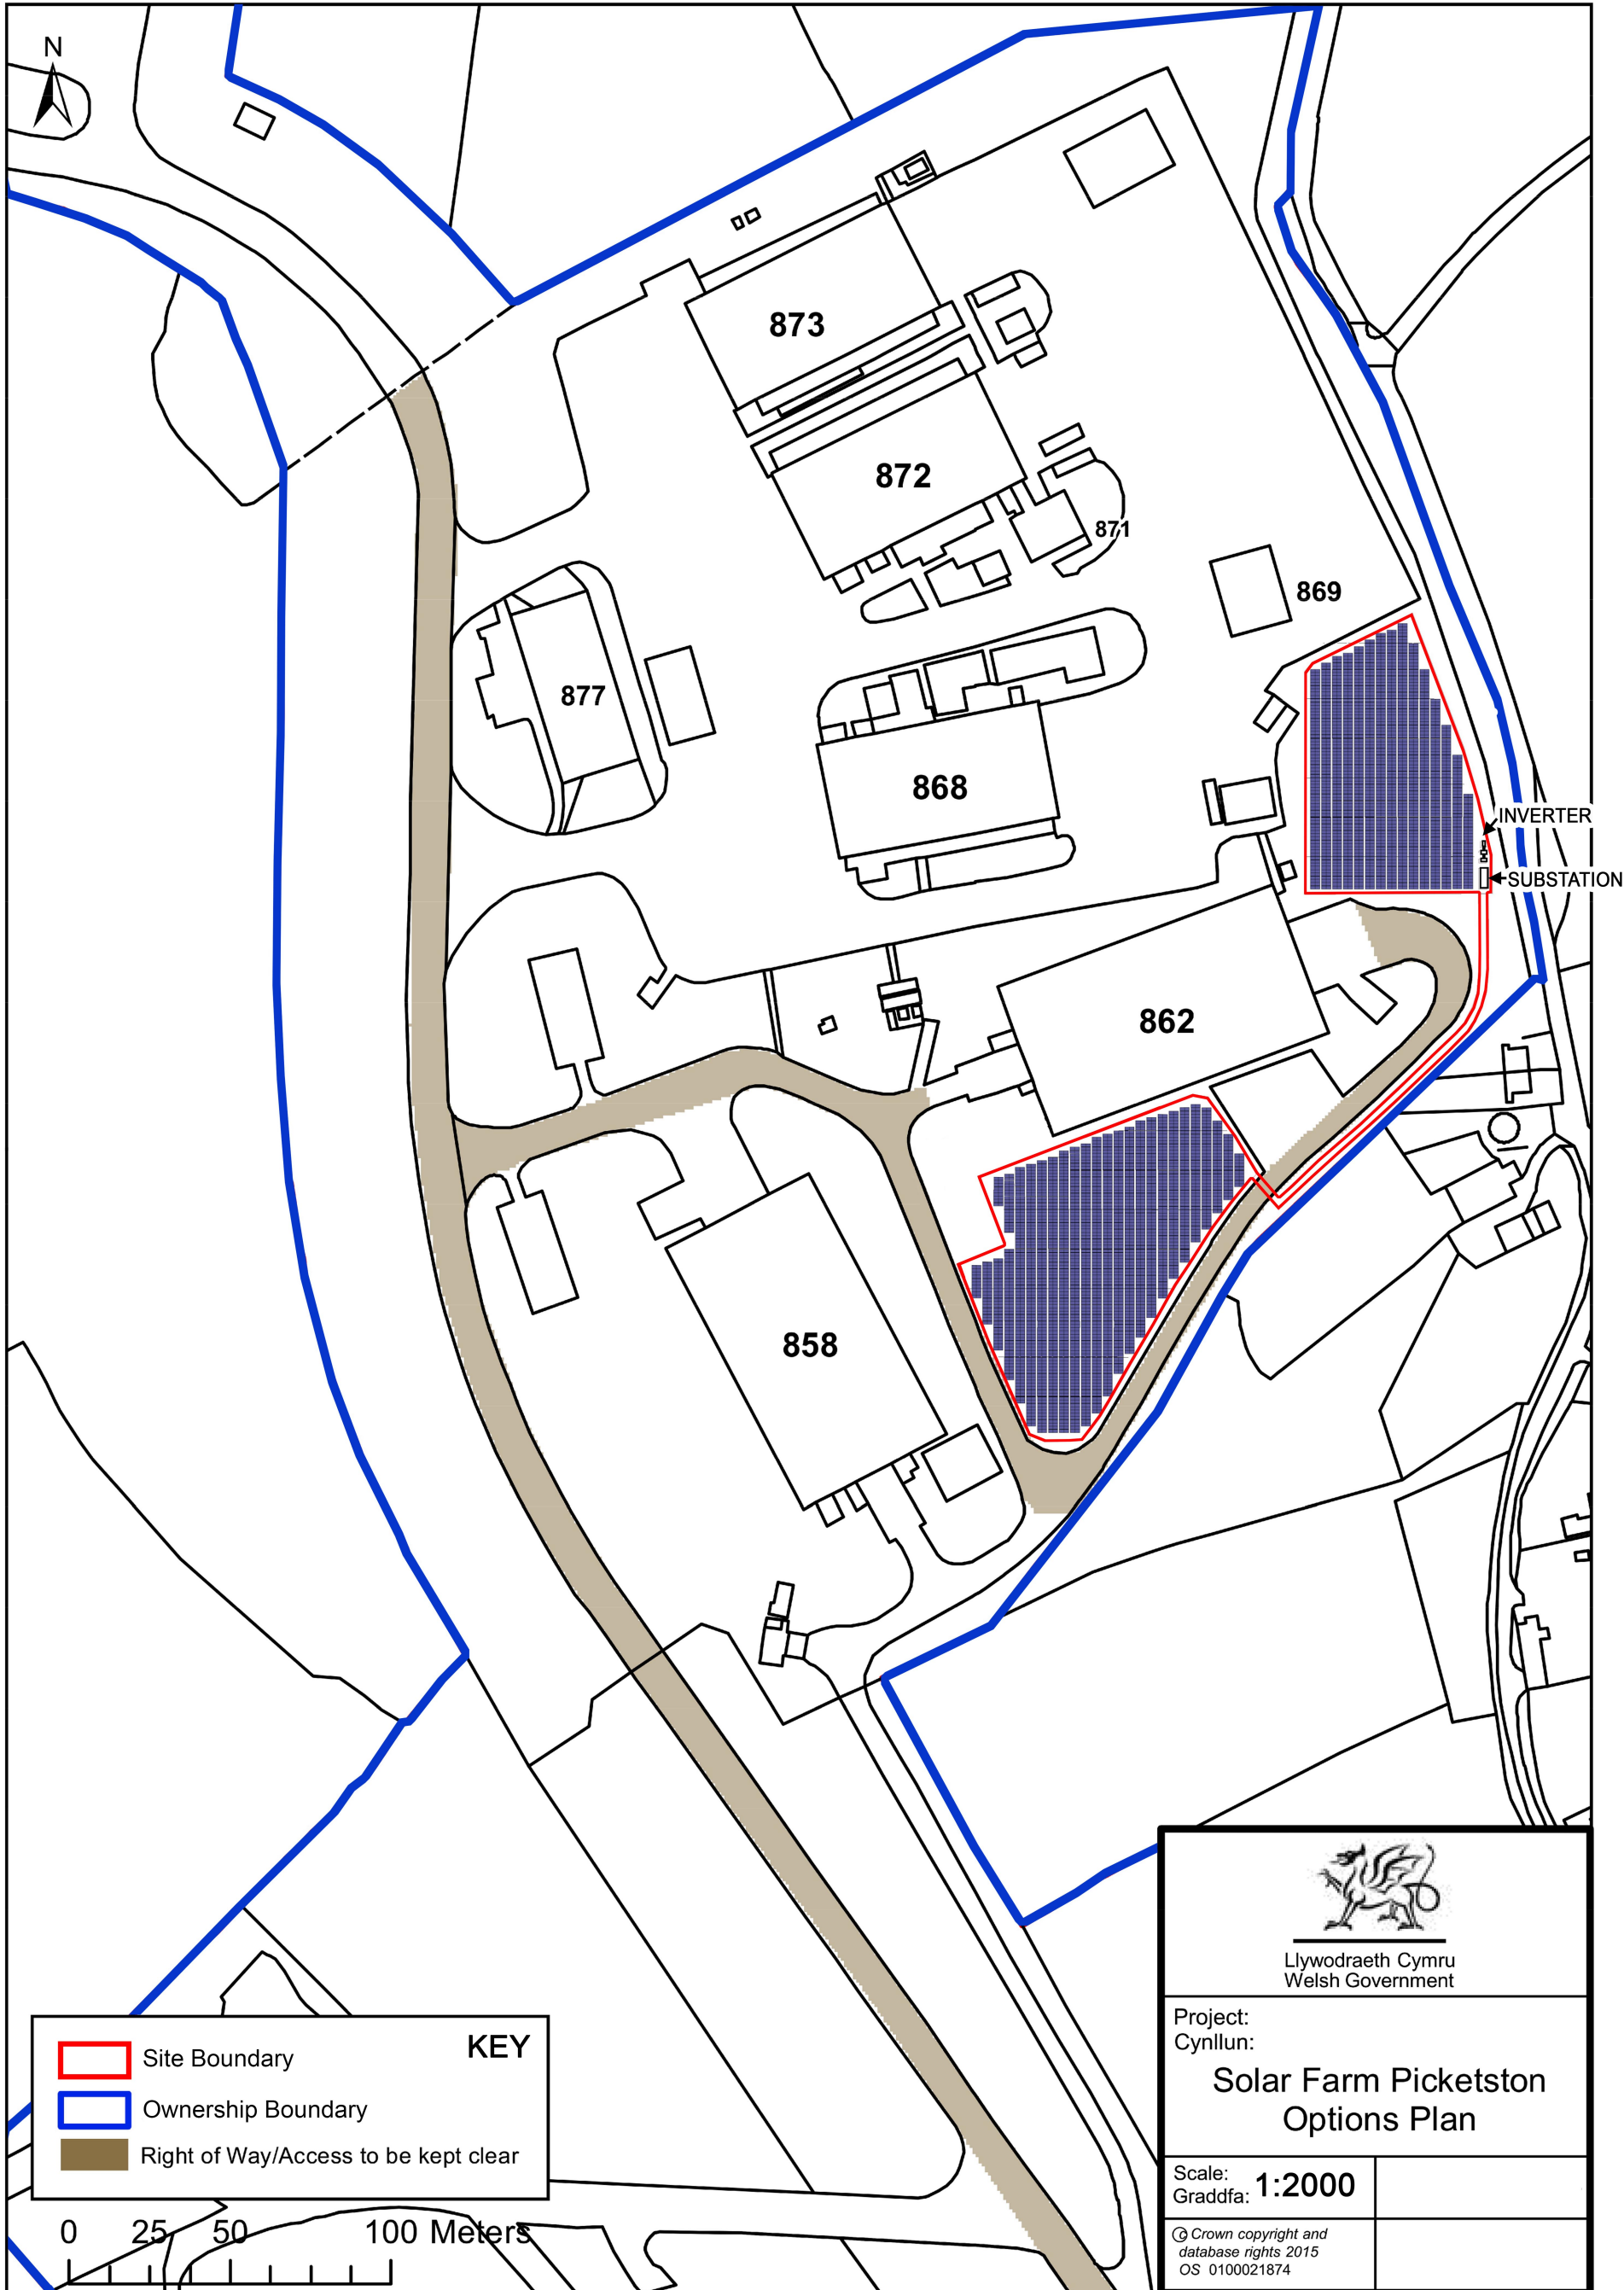 N
873
872
871
869
877
868
INVERTER
SUBSTATION
862
858
Llywodraeth Cymru
Welsh Government
Project:
Cynllun:
Solar Farm Picketston
Options Plan
Scale:
Graddfa: 1:2000
© Crown copyright and
database rights 2015
OS 0100021874
KEY
Site Boundary
Ownership Boundary
Right of Way/Access to be kept clear
0 25 50 100 Meters